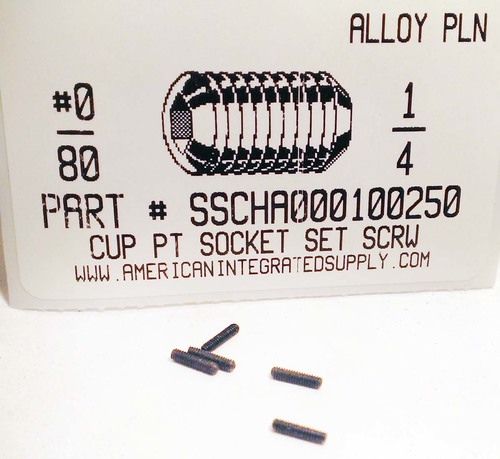 ALLOY PLN
#0
80
1
4
PART # SSCHA000100250
CUP PT SOCKET SET SCRW
WWW.AMERICANINTEGRATEDSUPPLY.COM